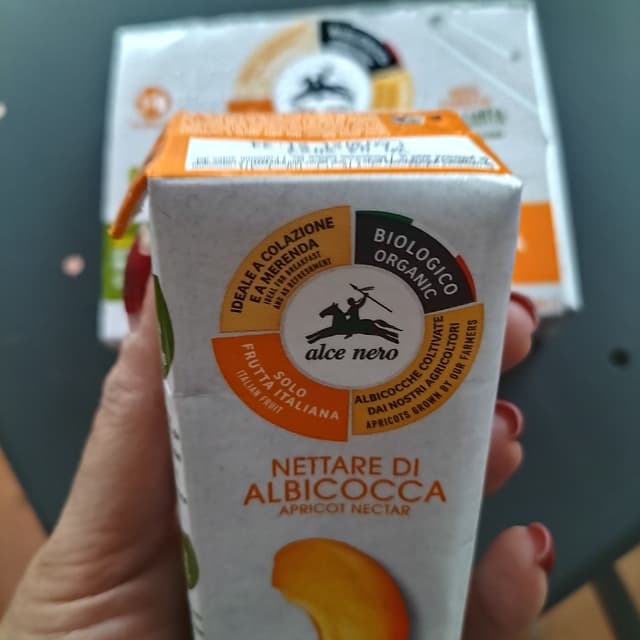 IDEALE A COLAZIONE
E A MERENDA
IDEAL FOR BREAKFAST
AND AS REFRESHMENT
BIOLOGICO
ORGANIC
alce nero
SOLO
FRUTTA ITALIANA
ITALIAN FRUIT
ALBICOCCHE COLTIVATE
DAI NOSTRI AGRICOLTORI
APRICOTS GROWN BY OUR FARMERS
NETTARE DI
ALBICOCCA
APRICOT NECTAR